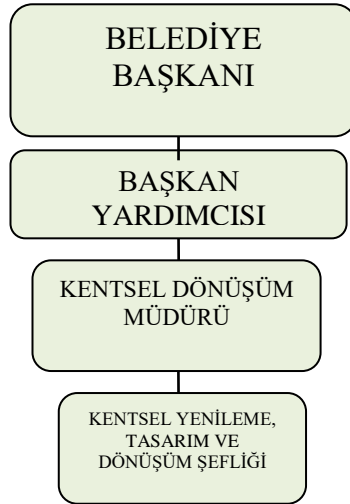 BELEDİYE
BAŞKANI
BAŞKAN
YARDIMCISI
KENTSEL DÖNÜŞÜM
MÜDÜRÜ
KENTSEL YENİLEME,
TASARIM VE
DÖNÜŞÜM ŞEFLİĞİ